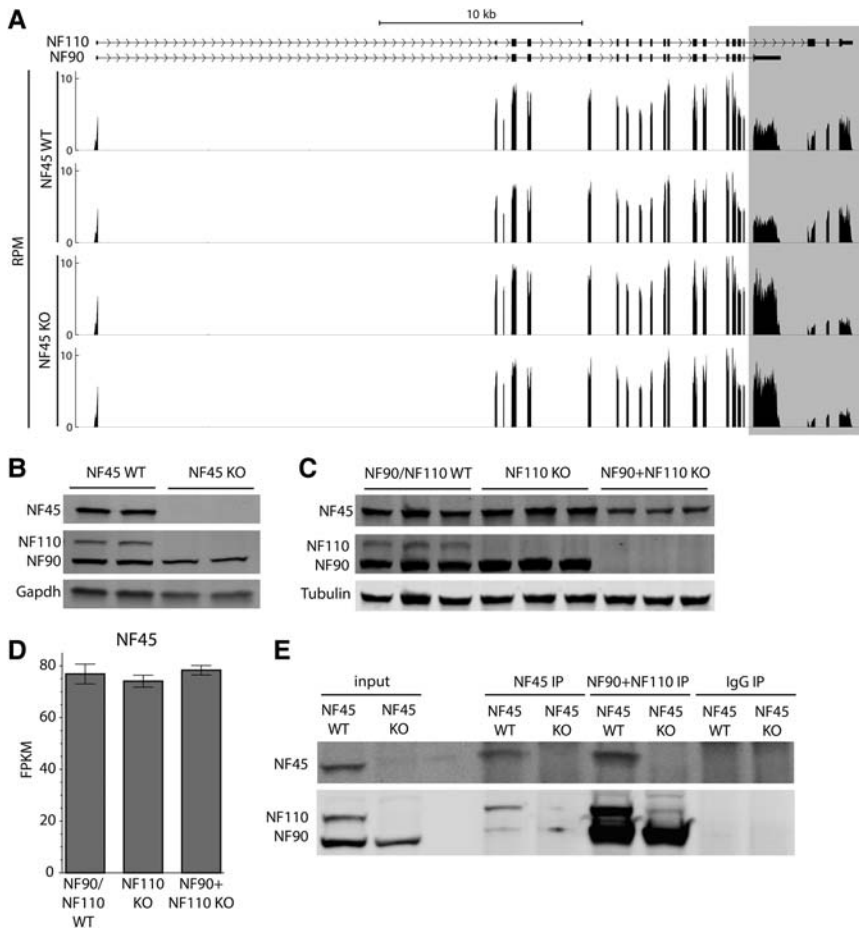 A
10 kb
NF110
NF90
RPM
NF45 WT
10
0
10
0
NF45 KO
10
0
10
0
B
NF45 WT NF45 KO
NF45
NF110
NF90
Gapdh
C
NF90/NF110 WT NF110 KO NF90+NF110 KO
NF45
NF110
NF90
Tubulin
D
NF45
FPKM
80
60
40
20
0
NF90/
NF110
WT
NF110
KO
NF90+
NF110 KO
E
input NF45 IP NF90+NF110 IP IgG IP
NF45 WT NF45 KO NF45 WT NF45 KO NF45 WT NF45 KO NF45 WT NF45 KO
NF45
NF110
NF90